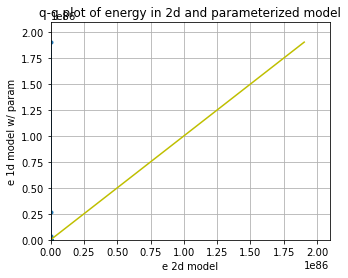 q-q plot of energy in 2d and parameterized model
1e86
2.00
1.75
1.50
1.25
1.00
0.75
0.50
0.25
0.00
e 1d model w/ param
0.00 0.25 0.50 0.75 1.00 1.25 1.50 1.75 2.00
1e86
e 2d model